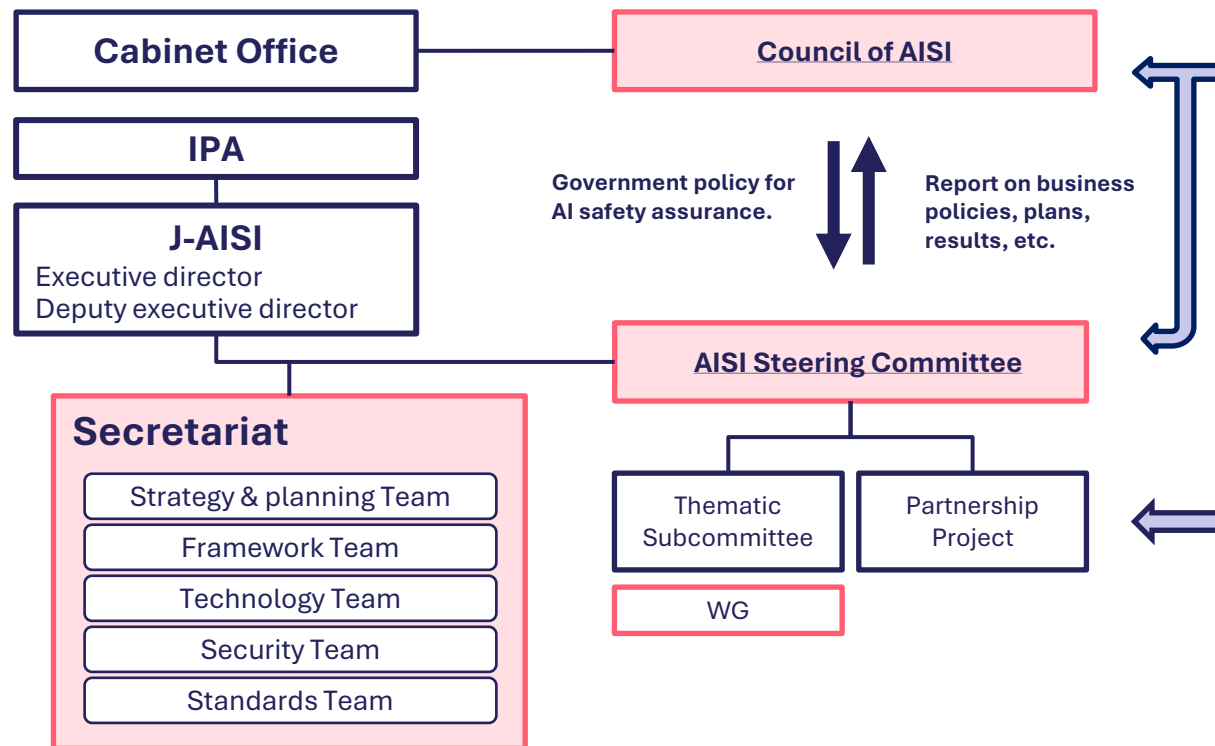 Cabinet Office
Council of AISI
IPA
J-AISI
Executive director
Deputy executive director
Government policy for
AI safety assurance.
Report on business
policies, plans,
results, etc.
AISI Steering Committee
Secretariat
Strategy & planning Team
Framework Team
Technology Team
Security Team
Standards Team
Thematic
Subcommittee
Partnership
Project
WG